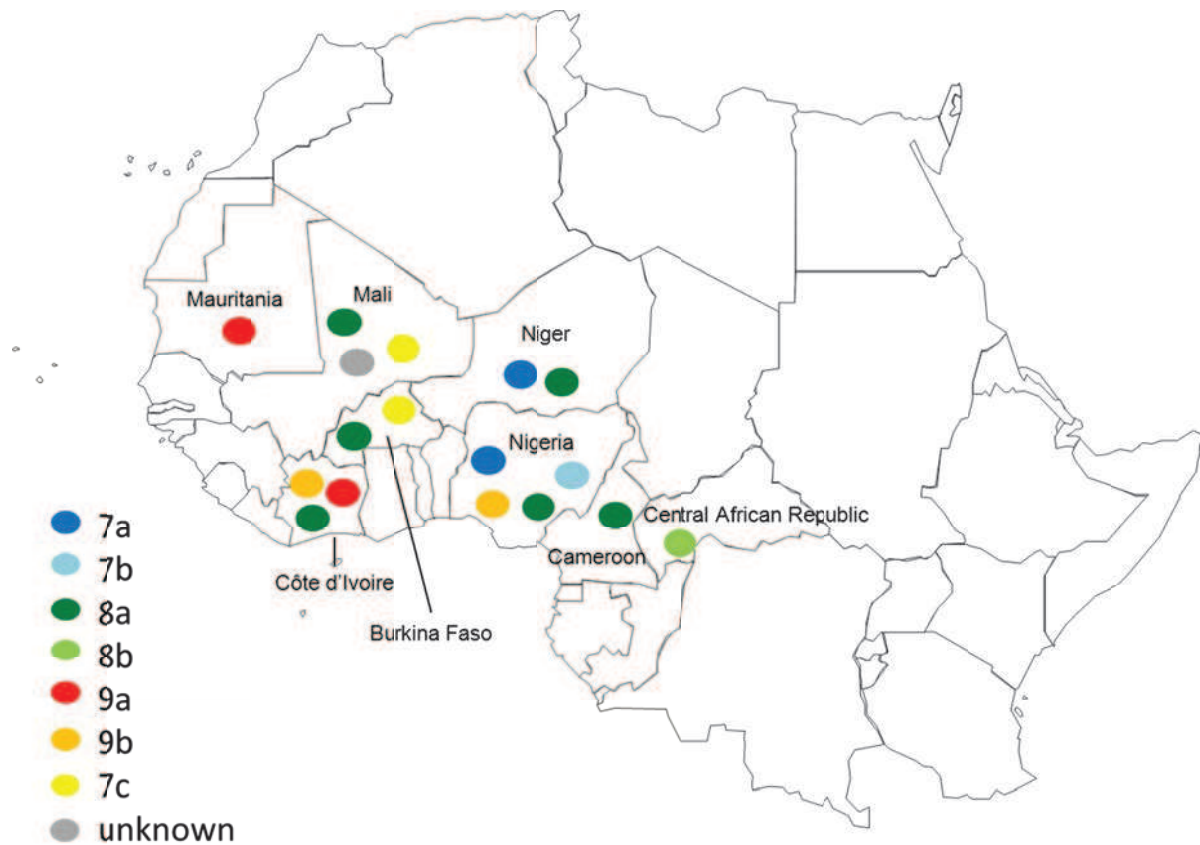 Mauritania
Mali
Niger
Nigeria
Central African Republic
Cameroon
Côte d'Ivoire
Burkina Faso
7a
7b
8a
8b
9a
9b
7c
unknown